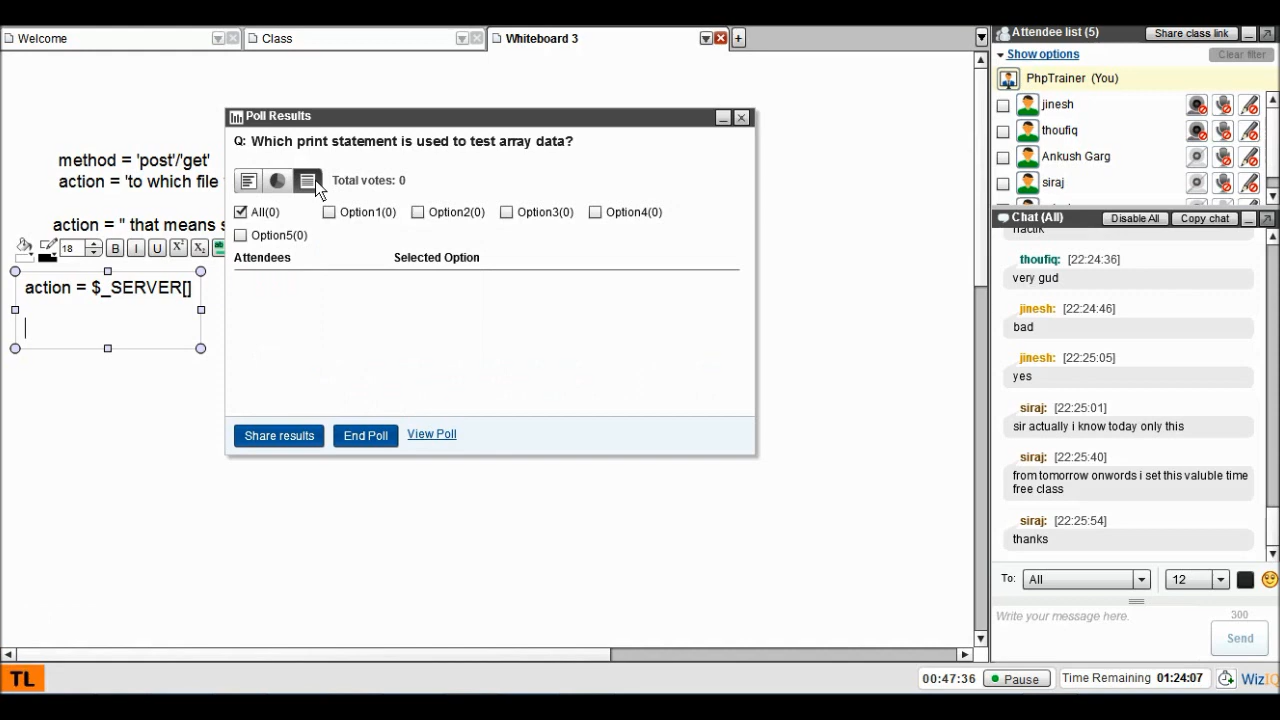 Welcome
Class
Whiteboard 3
+
method = 'post'/'get'
action = 'to which file
action = '' that means s
18
B
I
U
X²
X₂
action = $_SERVER[]
Poll Results
Q: Which print statement is used to test array data?
Total votes: 0
All(0)
Option1(0)
Option2(0)
Option3(0)
Option4(0)
Option5(0)
Attendees
Selected Option
Share results
End Poll
View Poll
Attendee list (5)
Share class link
Show options
Clear filter
PhpTrainer (You)
jinesh
thoufiq
Ankush Garg
siraj
Chat (All)
Disable All
Copy chat
thoufiq: [22:24:36]
very gud
jinesh: [22:24:46]
bad
jinesh: [22:25:05]
yes
siraj: [22:25:01]
sir actually i know today only this
siraj: [22:25:40]
from tomorrow onwords i set this valuble time
free class
siraj: [22:25:54]
thanks
To:
All
12
Write your message here.
300
Send
TL
00:47:36
Pause
Time Remaining 01:24:07
WizIQ